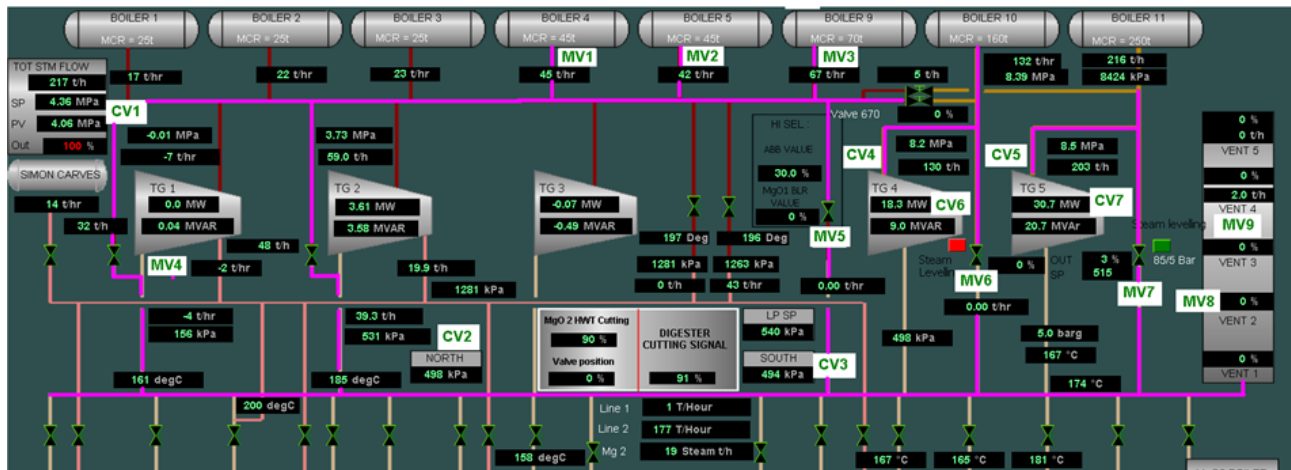 BOILER 1
MCR = 25t
BOILER 2
MCR = 25t
BOILER 3
MCR = 25t
BOILER 4
MCR = 45t
BOILER 5
MCR = 45t
BOILER 9
MCR = 70t
BOILER 10
MCR = 160t
BOILER 11
MCR = 250t
MV1
MV2
MV3
TOT STM FLOW
217 t/h
SP 4.36 MPa
PV 4.06 MPa
Out 100 %
17 t/hr
22 t/hr
23 t/hr
45 t/hr
42 t/hr
67 t/hr
5 t/h
132 t/hr
8.39 MPa
216 t/h
8424 kPa
CV1
Valve 670
0 %
-0.01 MPa
-7 t/hr
3.73 MPa
59.0 t/h
HI SEL :
ABB VALUE
30.0 %
MgO1 BLR
VALUE
0 %
CV4
8.2 MPa
130 t/h
CV5
8.5 MPa
203 t/h
0 %
0 t/h
VENT 5
0 %
2.0 t/h
VENT 4
MV9
0 %
VENT 3
0 %
VENT 2
0 %
VENT 1
SIMON CARVES
14 t/hr
32 t/h
TG 1
0.0 MW
0.04 MVAR
TG 2
3.61 MW
3.58 MVAR
TG 3
-0.07 MW
-0.49 MVAR
TG 4
18.3 MW
9.0 MVAR
CV6
TG 5
30.7 MW
20.7 MVAr
CV7
MV5
Steam levelling
85/5 Bar
MV4
48 t/h
-2 t/hr
19.9 t/h
1281 kPa
197 Deg
196 Deg
1281 kPa
1263 kPa
0 t/h
43 t/hr
0.00 t/hr
Steam
Levelling
MV6
0 %
OUT
SP
3 %
515
MV7
MV8
0.00 t/hr
-4 t/hr
156 kPa
39.3 t/h
531 kPa
CV2
NORTH
498 kPa
MgO 2 HWT Cutting
90 %
Valve position
0 %
DIGESTER
CUTTING SIGNAL
91 %
LP SP
540 kPa
SOUTH
494 kPa
CV3
498 kPa
5.0 barg
167 °C
174 °C
161 degC
185 degC
200 degC
Line 1 1 T/Hour
Line 2 177 T/Hour
Mg 2 19 Steam t/h
158 degC
167 °C
165 °C
181 °C